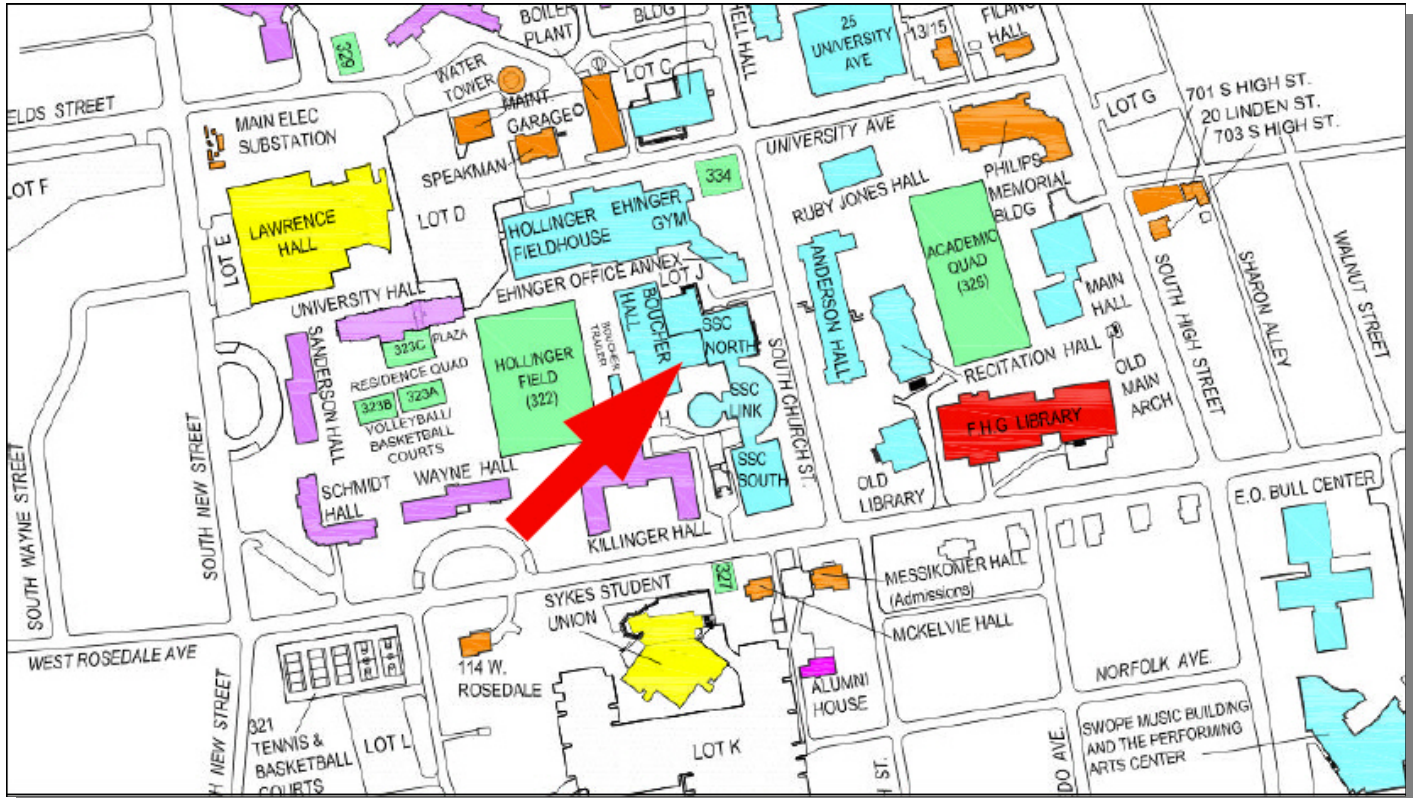 BOILER
PLANT
BLDG
25
UNIVERSITY
AVE
13/15
HALL
329
WATER
TOWER
LOT C
MAINT.
GARAGE
LOT G
701 S HIGH ST.
20 LINDEN ST.
703 S HIGH ST.
STREET
MAIN ELEC
SUBSTATION
UNIVERSITY AVE
SPEAKMAN
334
PHILIPS
MEMORIAL
BLDG
RUBY JONES HALL
LOT F
LAWRENCE
HALL
LOT D
LOT E
HOLLINGER
FIELDHOUSE
EHINGER
GYM
EHINGER OFFICE ANNEX
LOT J
ANDERSON HALL
ACADEMIC
QUAD
(326)
MAIN
HALL
SOUTH HIGH STREET
SHARON ALLEY
WALNUT STREET
UNIVERSITY HALL
323C
PLAZA
RESIDENCE QUAD
323B
323A
VOLLEYBALL/
BASKETBALL
COURTS
SANDERSON HALL
HOLLINGER
FIELD
(322)
BOUCHER
HALL
BOUCHER
TRAILER
SSC
NORTH
SSC
LINK
SSC
SOUTH
SOUTH CHURCH ST.
RECITATION HALL
OLD
MAIN
ARCH
F.H.G LIBRARY
OLD
LIBRARY
SOUTH WAYNE STREET
SOUTH NEW STREET
SCHMIDT
HALL
WAYNE HALL
KILLINGER HALL
E.O. BULL CENTER
SYKES STUDENT
UNION
327
MESSIKOMER HALL
(Admissions)
MCKELVIE HALL
WEST ROSEDALE AVE
114 W.
ROSEDALE
ALUMNI
HOUSE
NORFOLK AVE.
321
TENNIS &
BASKETBALL
COURTS
LOT L
LOT K
NEW STREET
ST.
AVE.
SWOPE MUSIC BUILDING
AND THE PERFORMING
ARTS CENTER